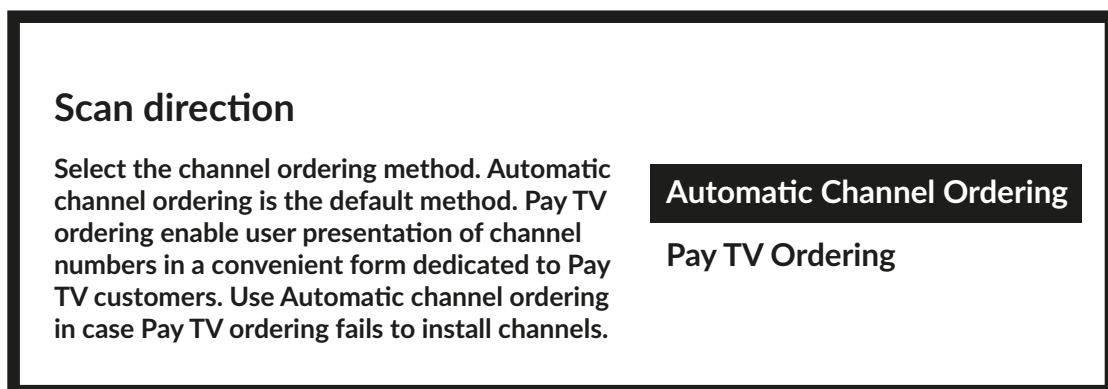 Scan direction
Select the channel ordering method. Automatic
channel ordering is the default method. Pay TV
ordering enable user presentation of channel
numbers in a convenient form dedicated to Pay
TV customers. Use Automatic channel ordering
in case Pay TV ordering fails to install channels.
Automatic Channel Ordering
Pay TV Ordering